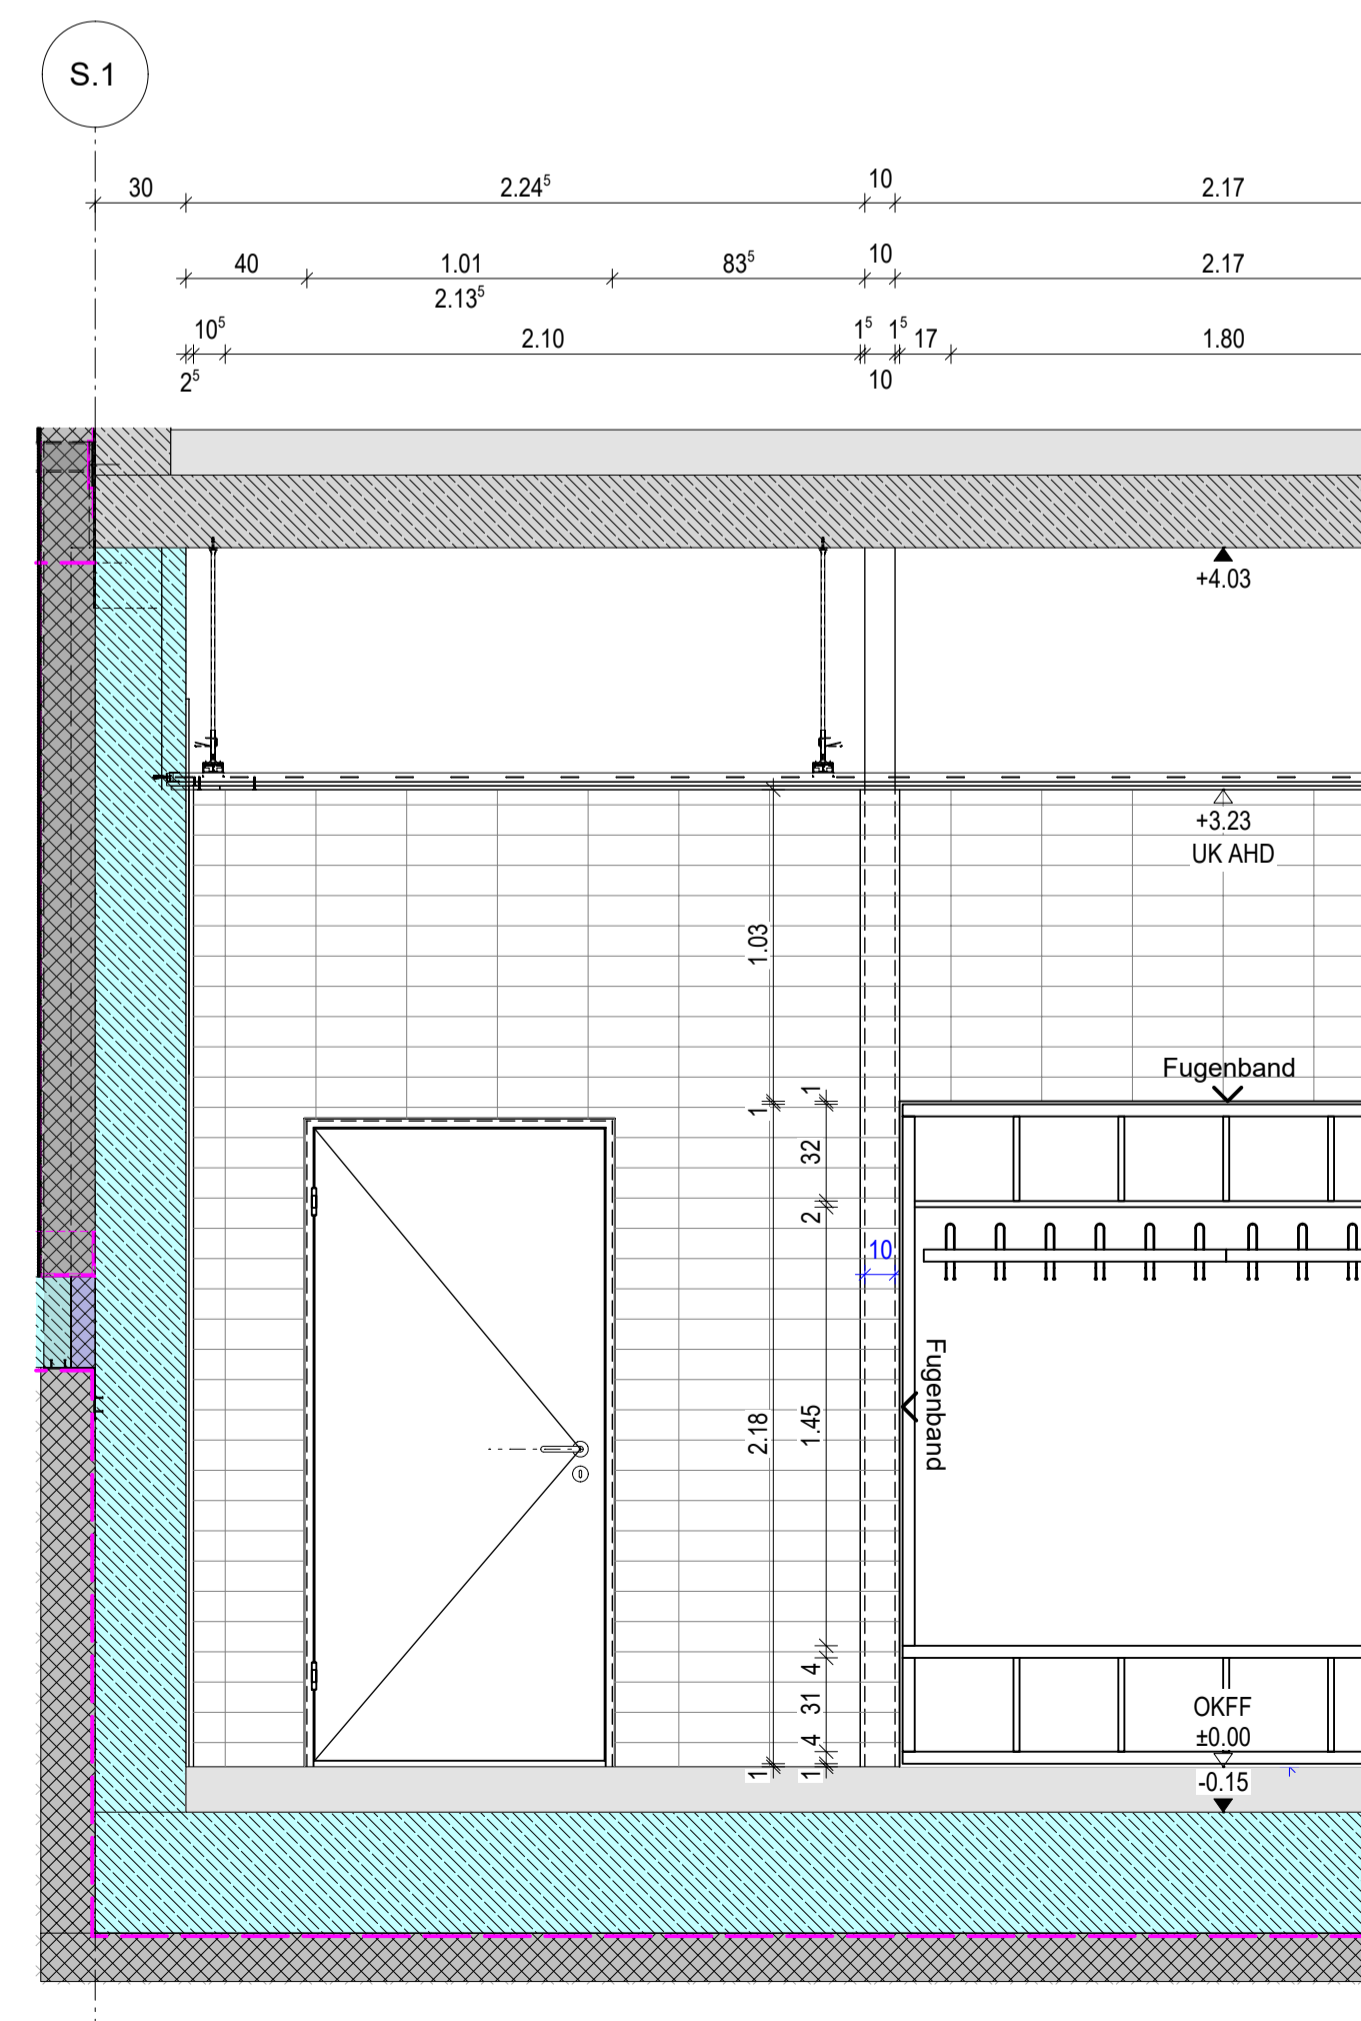 S.1
30 2.24⁵ 10 2.17
40 1.01 83⁵ 10 2.17
2.13⁵
10⁵ 2.10 1⁵ 1⁵ 17 1.80
2⁵ 10
+4.03
+3.23
UK AHD
1.03
Fugenband
1 1
32
2
10
Fugenband
2.18 1.45
4
31
OKFF
±0.00
4
1 1
-0.15